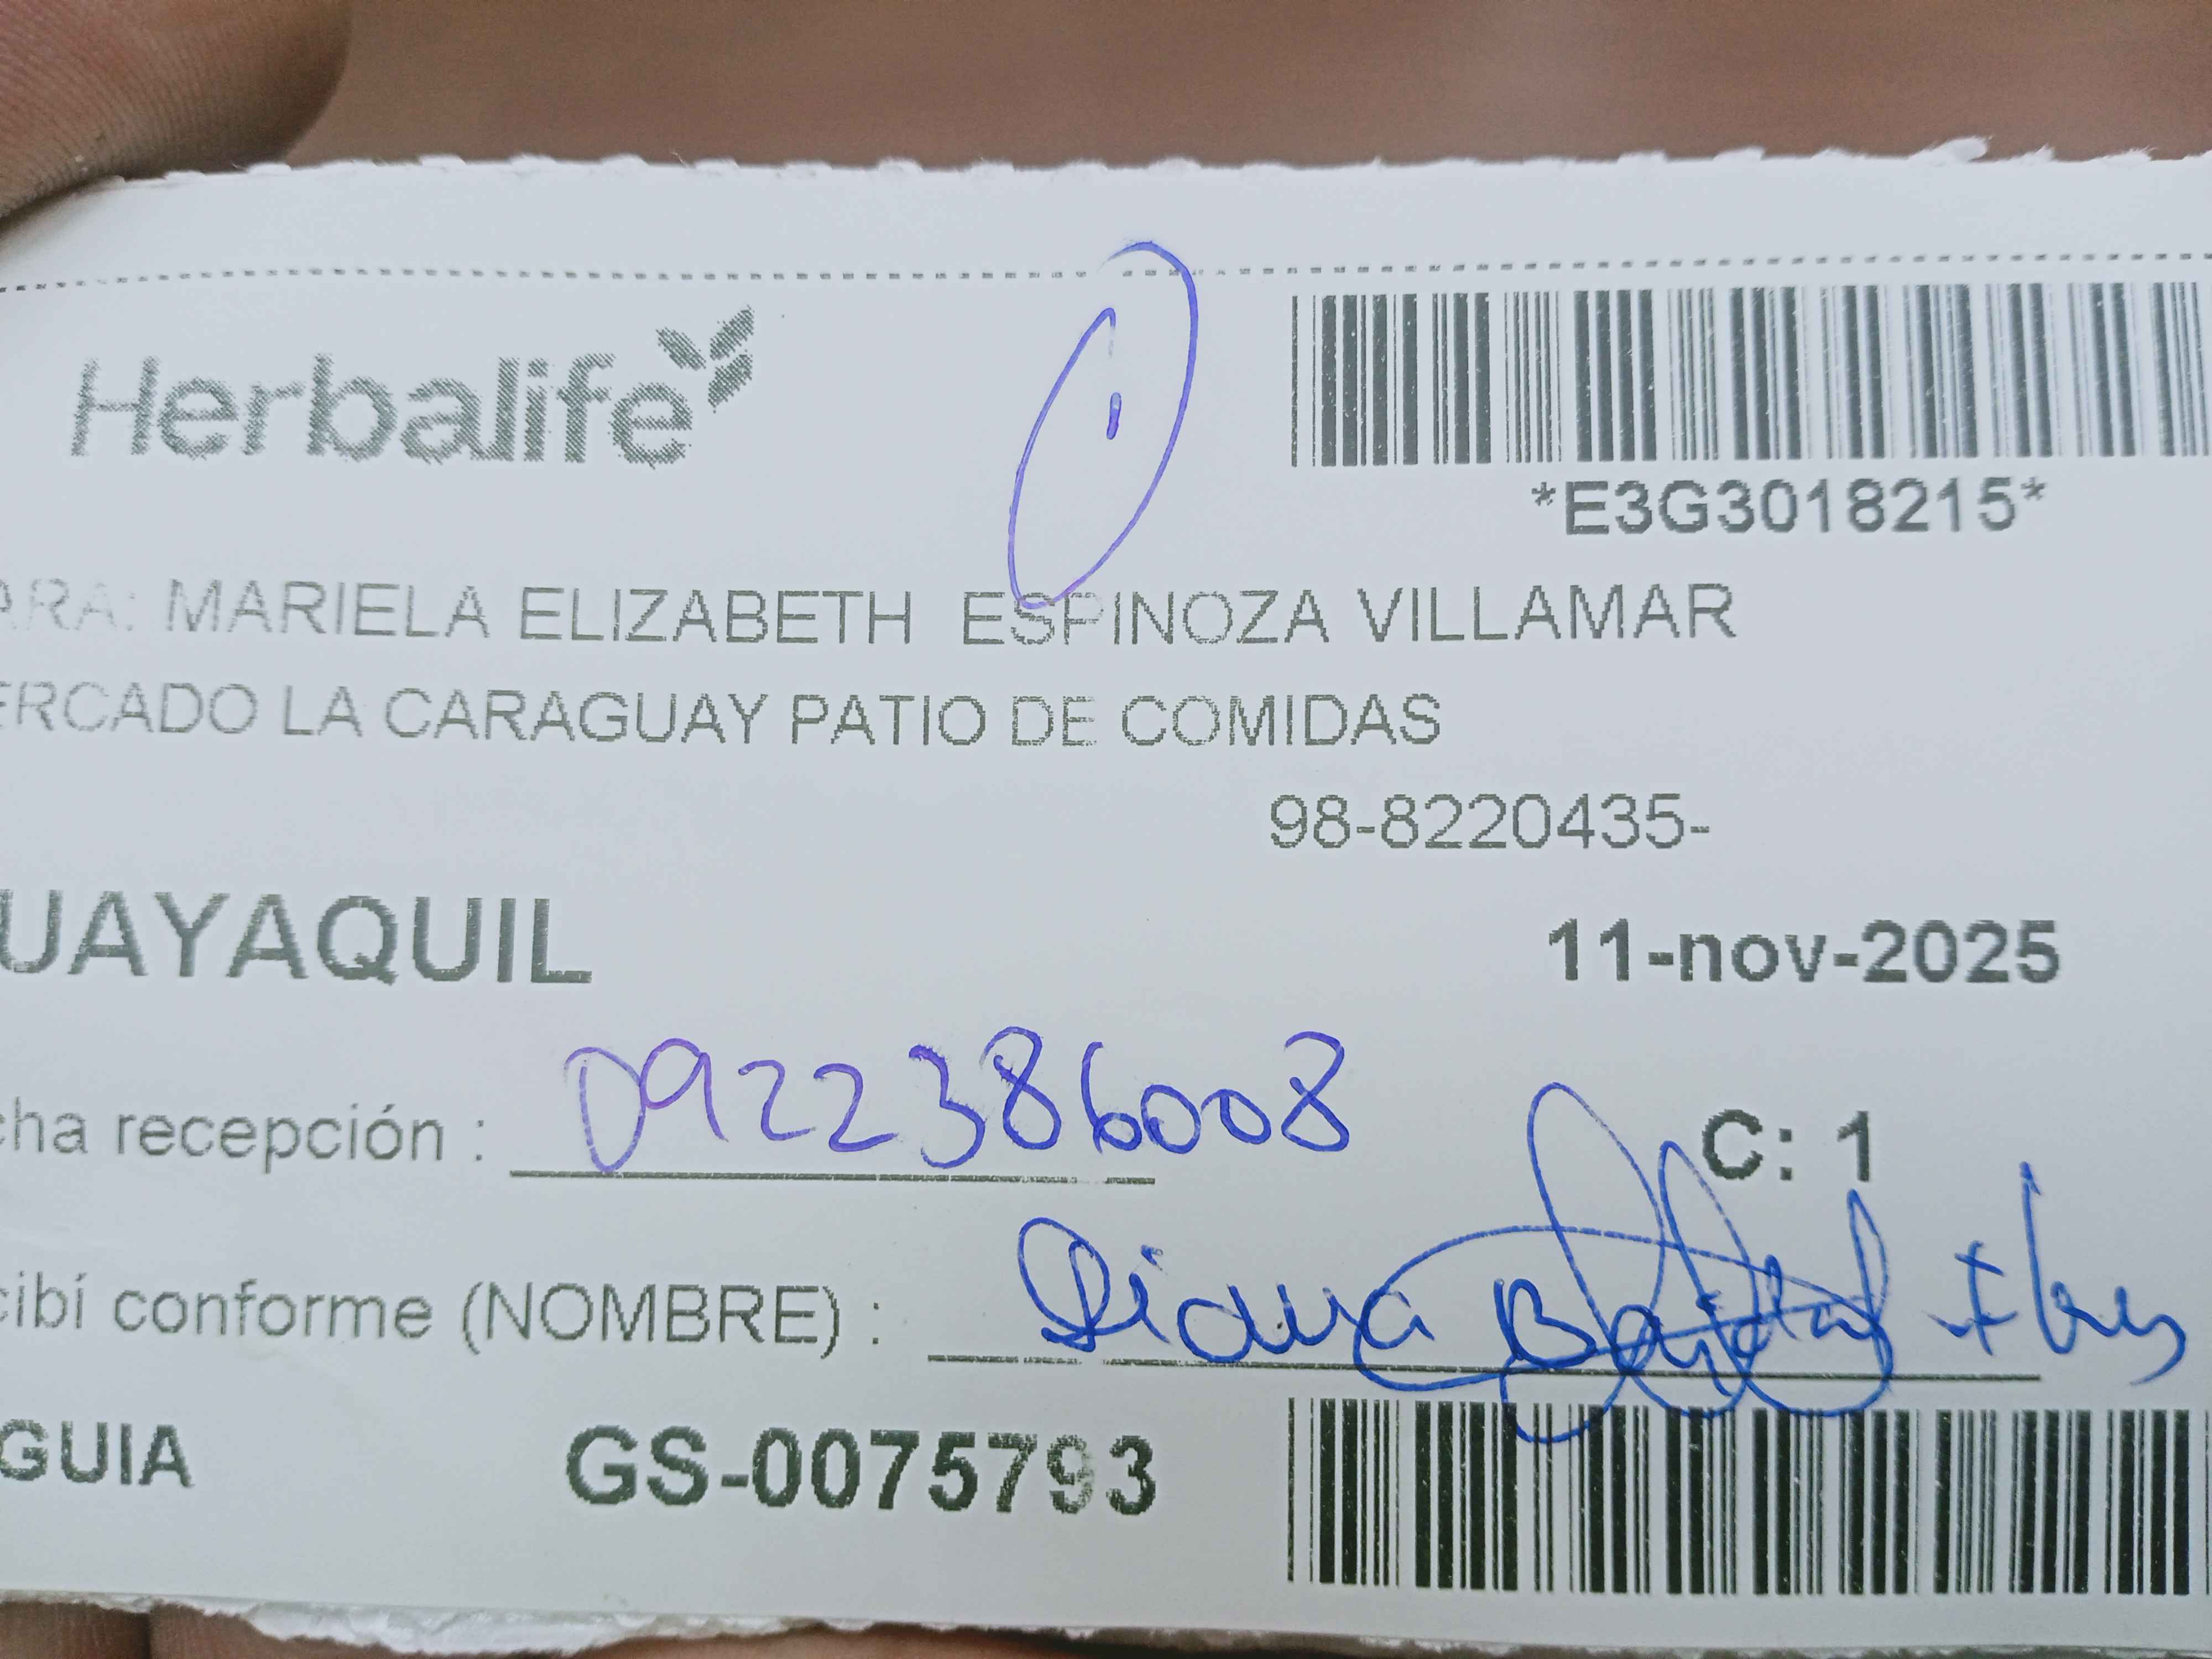 Herbalife
*E3G3018215*
ARA: MARIELA ELIZABETH ESPINOZA VILLAMAR
ERCADO LA CARAGUAY PATIO DE COMIDAS
98-8220435-
UAYAQUIL
11-nov-2025
cha recepción : 0922386008
C: 1
cibí conforme (NOMBRE) : Diana
GUIA GS-0075793